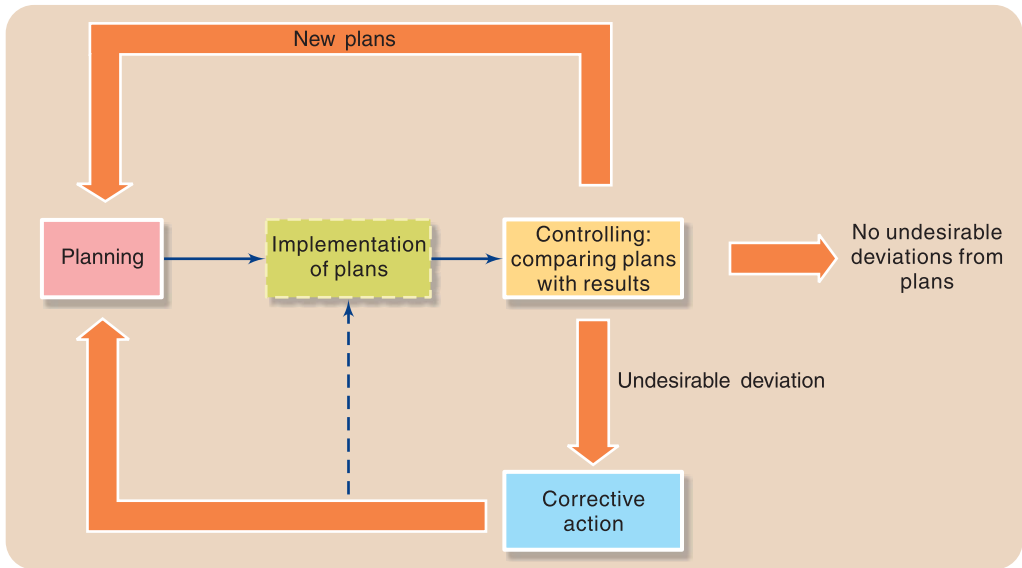 New plans
Planning
Implementation
of plans
Controlling:
comparing plans
with results
No undesirable
deviations from
plans
Undesirable deviation
Corrective
action